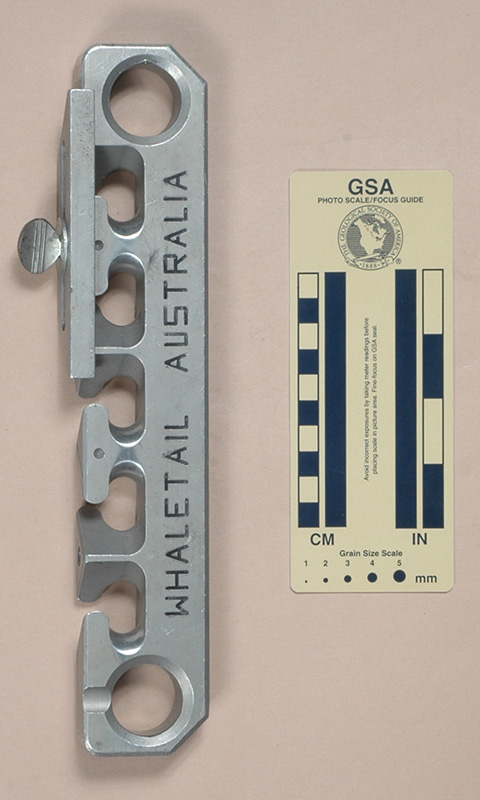 WHALETAIL AUSTRALIA
GSA
PHOTO SCALE/FOCUS GUIDE
THE GEOLOGICAL SOCIETY OF AMERICA
· 1888 ·
®
Avoid incorrect exposures by taking meter readings before
placing scale in picture area. Fine-focus on GSA seal.
CM IN
Grain Size Scale
1 2 3 4 5
mm